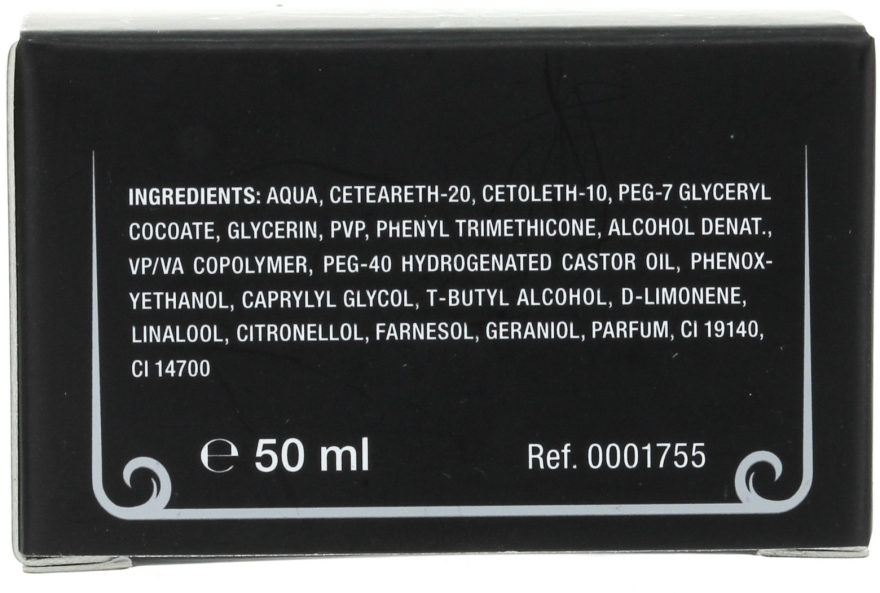 INGREDIENTS: AQUA, CETEARETH-20, CETOLETH-10, PEG-7 GLYCERYL
COCOATE, GLYCERIN, PVP, PHENYL TRIMETHICONE, ALCOHOL DENAT.,
VP/VA COPOLYMER, PEG-40 HYDROGENATED CASTOR OIL, PHENOX-
YETHANOL, CAPRYLYL GLYCOL, T-BUTYL ALCOHOL, D-LIMONENE,
LINALOOL, CITRONELLOL, FARNESOL, GERANIOL, PARFUM, CI 19140,
CI 14700
℮ 50 ml Ref. 0001755